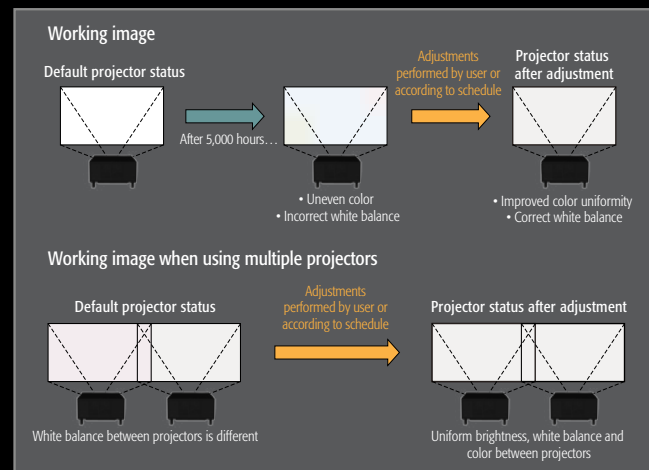 Working image
Default projector status
After 5,000 hours…
• Uneven color
• Incorrect white balance
Adjustments
performed by user or
according to schedule
Projector status
after adjustment
• Improved color uniformity
• Correct white balance
Working image when using multiple projectors
Default projector status
White balance between projectors is different
Adjustments
performed by user or
according to schedule
Projector status after adjustment
Uniform brightness, white balance and
color between projectors